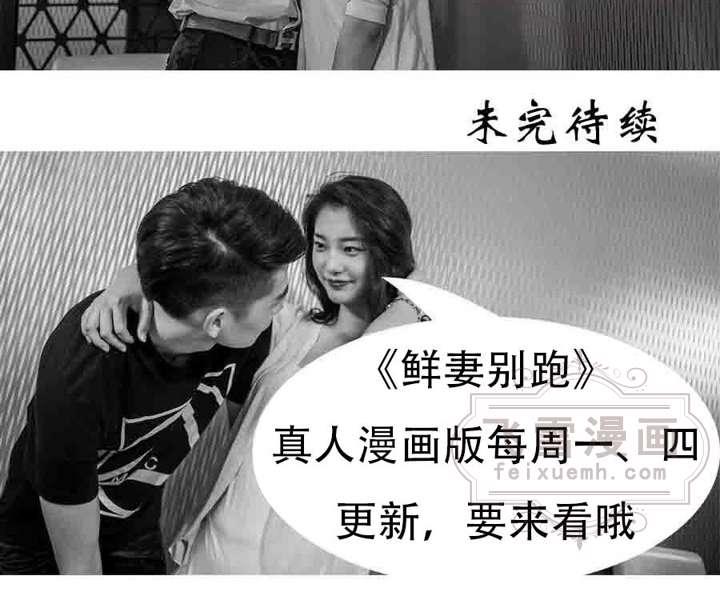 未完待续
《鲜妻别跑》
真人漫画版每周一、四
更新，要来看哦
飞雪漫画
feixuemh.com